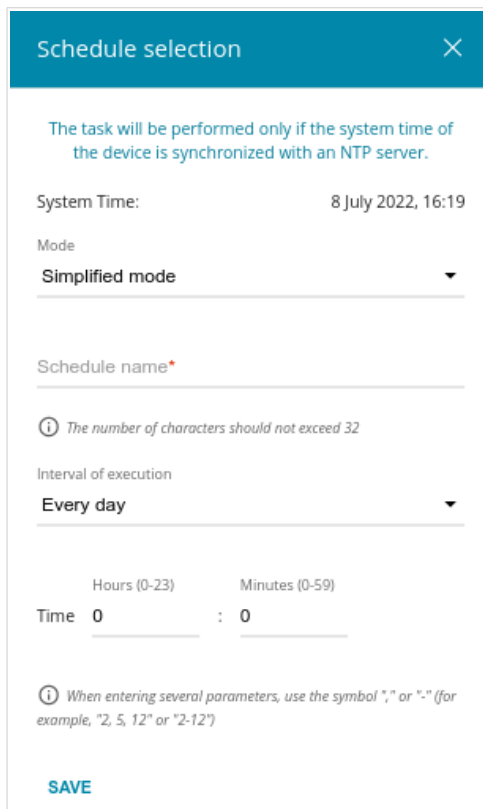 Schedule selection
The task will be performed only if the system time of
the device is synchronized with an NTP server.
System Time: 8 July 2022, 16:19
Mode
Simplified mode
Schedule name*
The number of characters should not exceed 32
Interval of execution
Every day
Hours (0-23) Minutes (0-59)
Time 0 : 0
When entering several parameters, use the symbol "," or "-" (for
example, "2, 5, 12" or "2-12")
SAVE